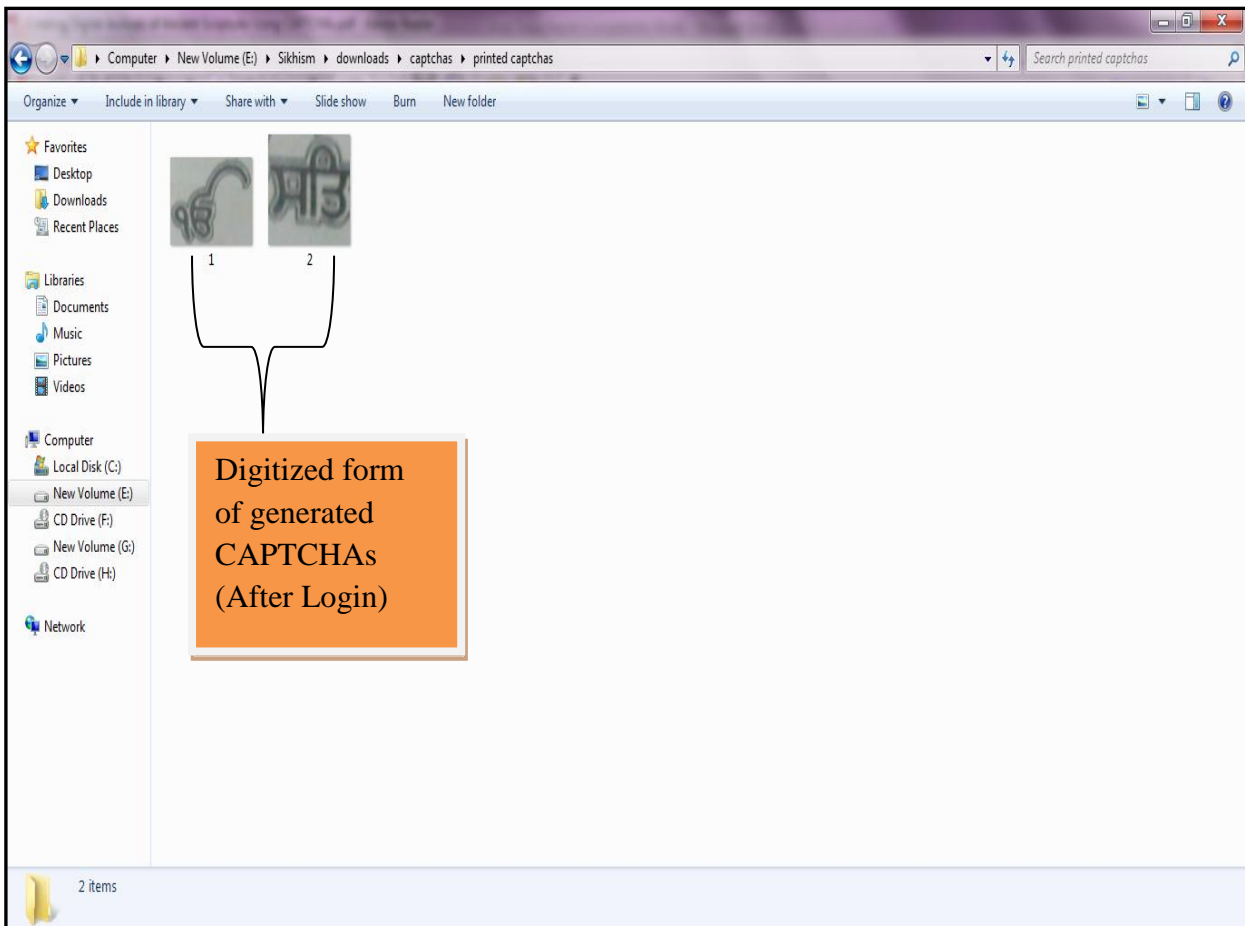 Computer ▸ New Volume (E:) ▸ Sikhism ▸ downloads ▸ captchas ▸ printed captchas
Search printed captchas
Organize Include in library Share with Slide show Burn New folder
Favorites
Desktop
Downloads
Recent Places
Libraries
Documents
Music
Pictures
Videos
Computer
Local Disk (C:)
New Volume (E:)
CD Drive (F:)
New Volume (G:)
CD Drive (H:)
Network
ੴ ਸਤਿ
1 2
Digitized form
of generated
CAPTCHAs
(After Login)
2 items